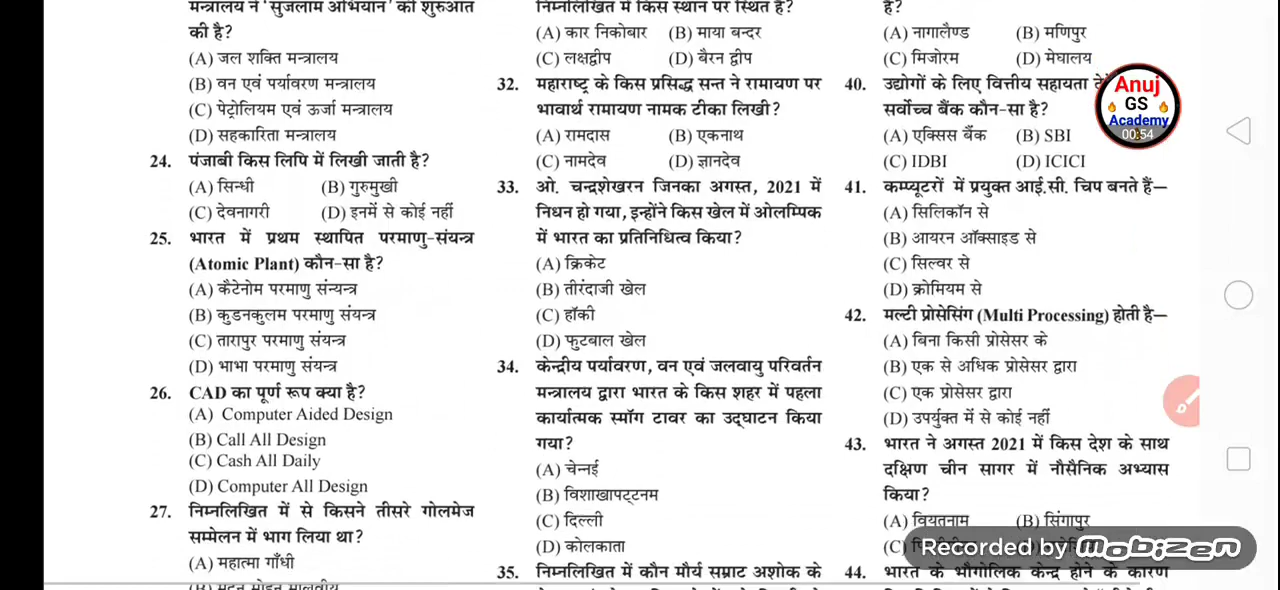 मन्त्रालय ने 'सुजलाम अभियान' की शुरुआत
की है?
(A) जल शक्ति मन्त्रालय
(B) वन एवं पर्यावरण मन्त्रालय
(C) पेट्रोलियम एवं ऊर्जा मन्त्रालय
(D) सहकारिता मन्त्रालय
24. पंजाबी किस लिपि में लिखी जाती है?
(A) सिन्धी (B) गुरुमुखी
(C) देवनागरी (D) इनमें से कोई नहीं
25. भारत में प्रथम स्थापित परमाणु-संयन्त्र
(Atomic Plant) कौन-सा है?
(A) कैटेनोम परमाणु संन्यन्त्र
(B) कुडनकुलम परमाणु संयन्त्र
(C) तारापुर परमाणु संयन्त्र
(D) भाभा परमाणु संयन्त्र
26. CAD का पूर्ण रूप क्या है?
(A) Computer Aided Design
(B) Call All Design
(C) Cash All Daily
(D) Computer All Design
27. निम्नलिखित में से किसने तीसरे गोलमेज
सम्मेलन में भाग लिया था?
(A) महात्मा गाँधी
(B) मदन मोहन मालवीय
निम्नलिखित में किस स्थान पर स्थित है?
(A) कार निकोबार (B) माया बन्दर
(C) लक्षद्वीप (D) बैरन द्वीप
32. महाराष्ट्र के किस प्रसिद्ध सन्त ने रामायण पर
भावार्थ रामायण नामक टीका लिखी?
(A) रामदास (B) एकनाथ
(C) नामदेव (D) ज्ञानदेव
33. ओ. चन्द्रशेखरन जिनका अगस्त, 2021 में
निधन हो गया, इन्होंने किस खेल में ओलम्पिक
में भारत का प्रतिनिधित्व किया?
(A) क्रिकेट
(B) तीरंदाजी खेल
(C) हॉकी
(D) फुटबाल खेल
34. केन्द्रीय पर्यावरण, वन एवं जलवायु परिवर्तन
मन्त्रालय द्वारा भारत के किस शहर में पहला
कार्यात्मक स्मॉग टावर का उद्घाटन किया
गया?
(A) चेन्नई
(B) विशाखापट्टनम
(C) दिल्ली
(D) कोलकाता
35. निम्नलिखित में कौन मौर्य सम्राट अशोक के
है?
(A) नागालैण्ड (B) मणिपुर
(C) मिजोरम (D) मेघालय
40. उद्योगों के लिए वित्तीय सहायता
सर्वोच्च बैंक कौन-सा है?
(A) एक्सिस बैंक (B) SBI
(C) IDBI (D) ICICI
41. कम्प्यूटरों में प्रयुक्त आई.सी. चिप बनते हैं—
(A) सिलिकॉन से
(B) आयरन ऑक्साइड से
(C) सिल्वर से
(D) क्रोमियम से
42. मल्टी प्रोसेसिंग (Multi Processing) होती है—
(A) बिना किसी प्रोसेसर के
(B) एक से अधिक प्रोसेसर द्वारा
(C) एक प्रोसेसर द्वारा
(D) उपर्युक्त में से कोई नहीं
43. भारत ने अगस्त 2021 में किस देश के साथ
दक्षिण चीन सागर में नौसैनिक अभ्यास
किया?
(A) वियतनाम (B) सिंगापुर
(C)
44. भारत के भौगोलिक केन्द्र होने के कारण
Anuj
GS
Academy
00:54
Recorded by Mobizen